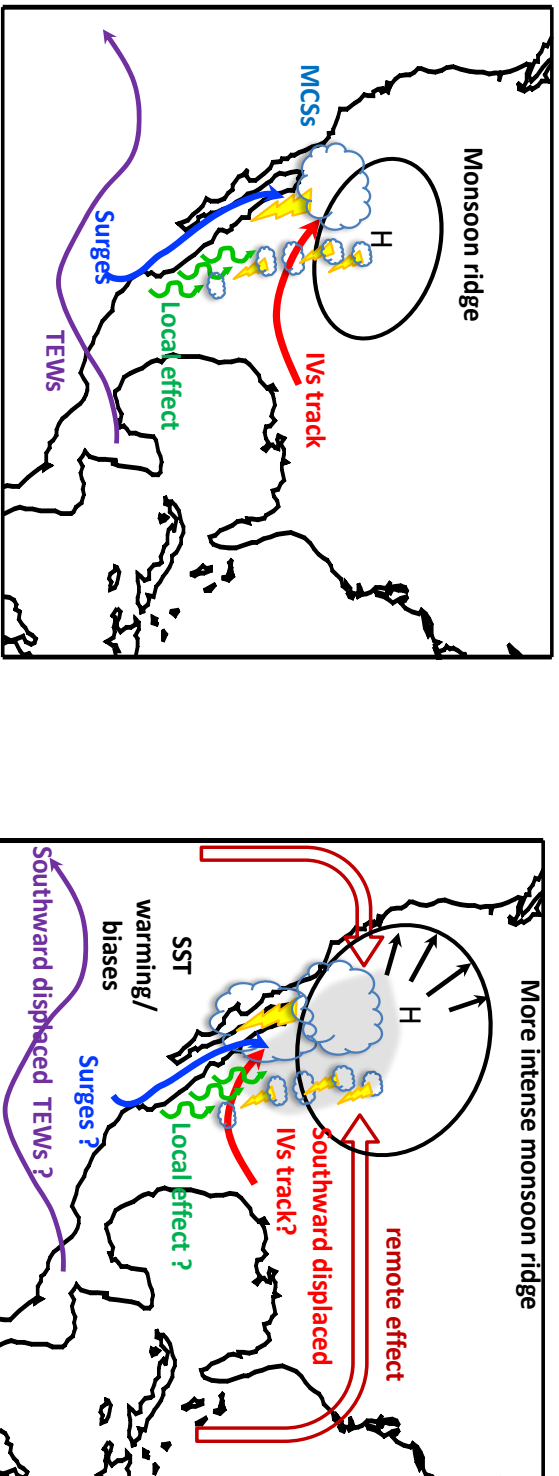 Monsoon ridge
H
MCSs
IVs track
Local effect
Surges
TEWs
More intense monsoon ridge
H
remote effect
Southward displaced
IVs track?
SST
warming/
biases
Local effect ?
Surges ?
Southward displaced TEWs ?